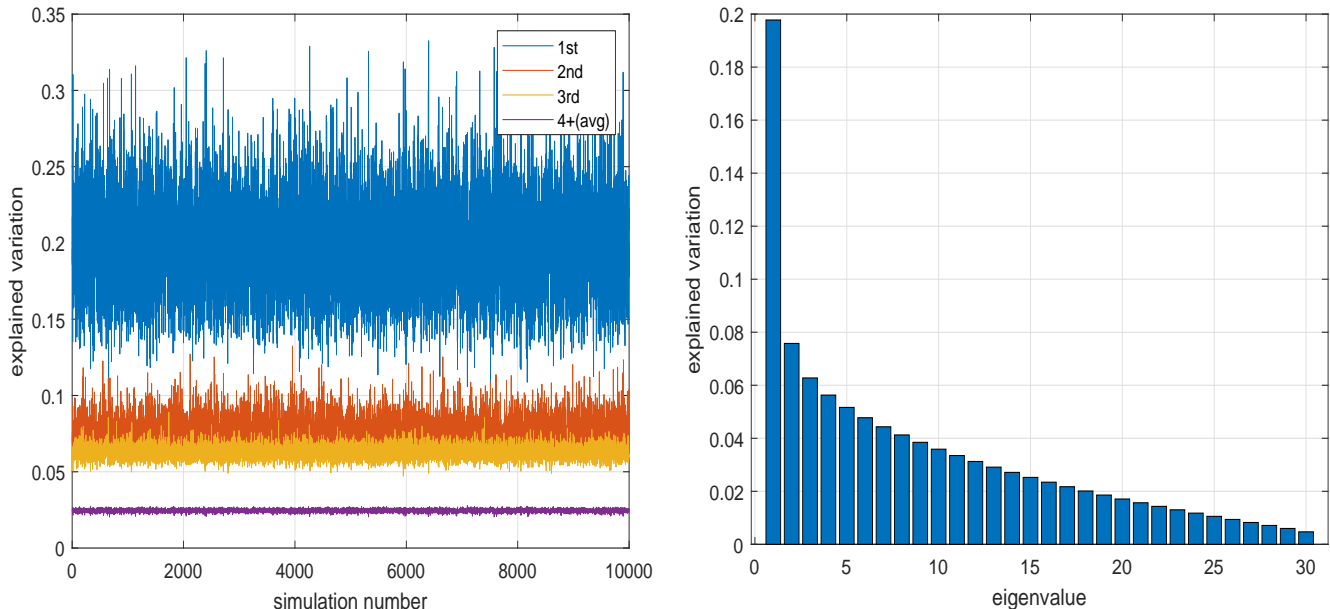 0.35
0.3
0.25
0.2
0.15
0.1
0.05
0
explained variation
1st
2nd
3rd
4+(avg)
0 2000 4000 6000 8000 10000
simulation number
0.2
0.18
0.16
0.14
0.12
0.1
0.08
0.06
0.04
0.02
0
explained variation
0 5 10 15 20 25 30
eigenvalue